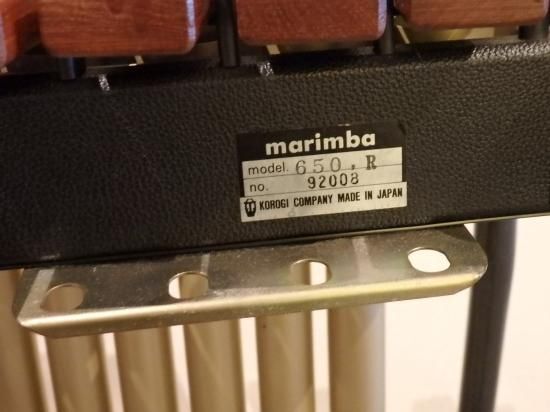 marimba
model. 650,R
no. 92008
KOROGI COMPANY MADE IN JAPAN